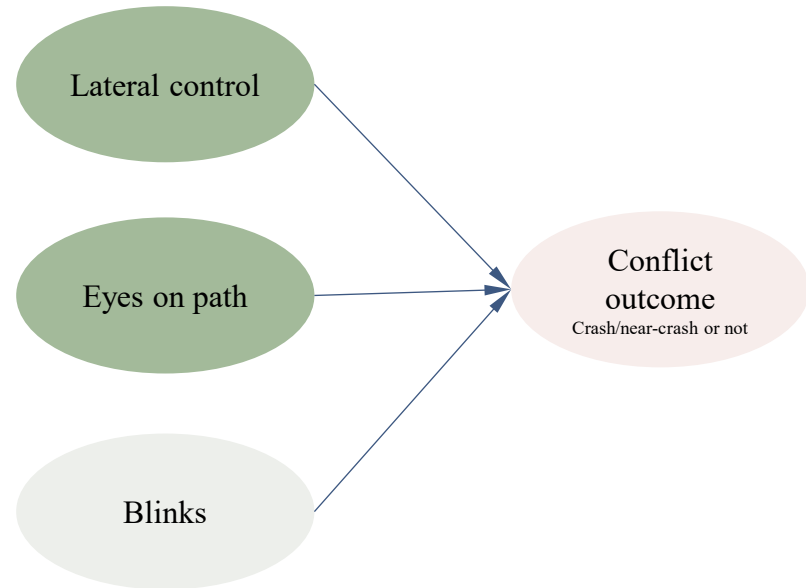 Lateral control
Eyes on path
Blinks
Conflict
outcome
Crash/near-crash or not